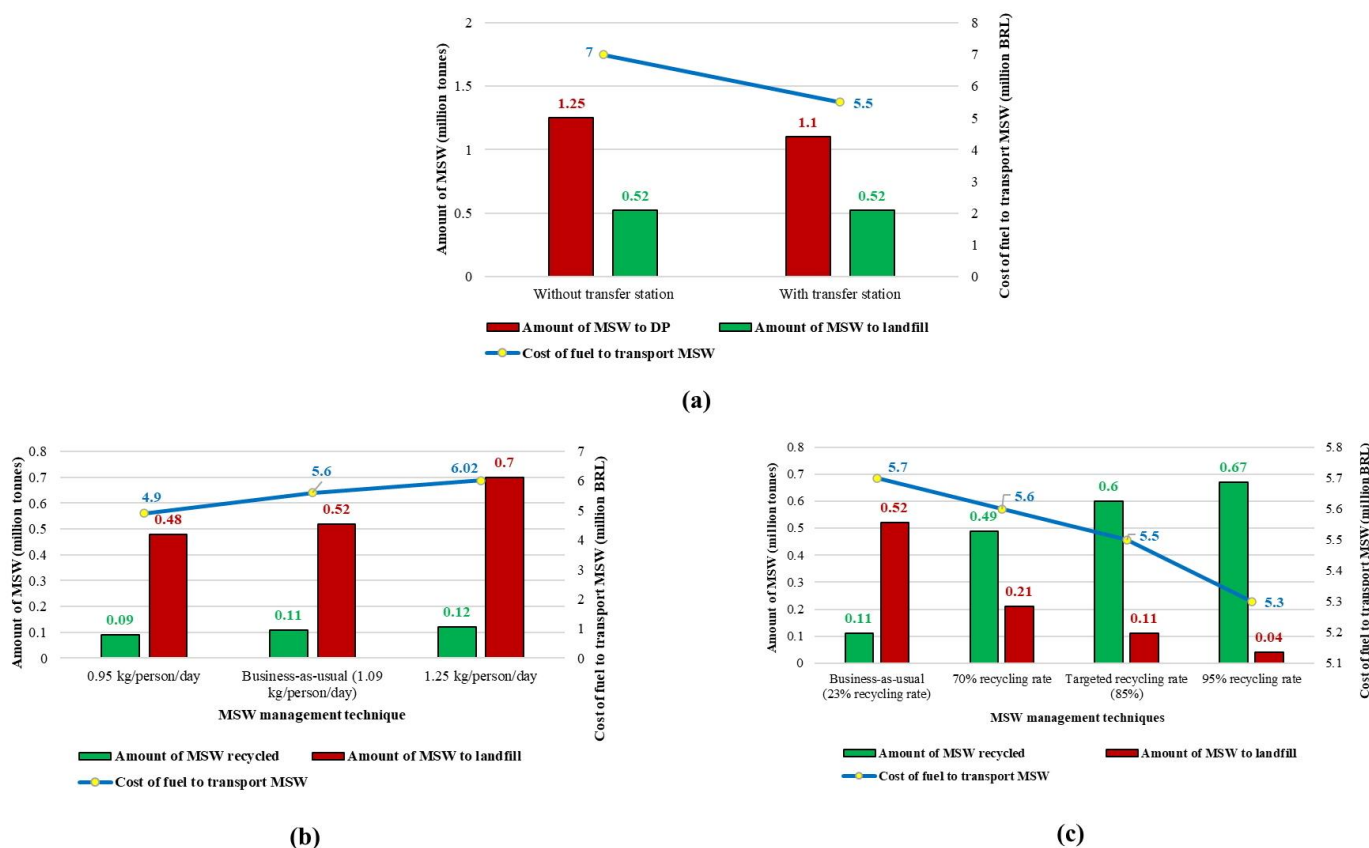 Amount of MSW (million tonnes)
2
1.5
1
0.5
0
8
7
6
5
4
3
2
1
0
Cost of fuel to transport MSW (million BRL)
7
5.5
1.25
1.1
0.52
0.52
Without transfer station
With transfer station
Amount of MSW to DP
Amount of MSW to landfill
Cost of fuel to transport MSW
(a)
Amount of MSW (million tonnes)
0.8
0.7
0.6
0.5
0.4
0.3
0.2
0.1
0
7
6
5
4
3
2
1
0
Cost of fuel to transport MSW (million BRL)
4.9
5.6
6.02
0.7
0.48
0.52
0.09
0.11
0.12
0.95 kg/person/day
Business-as-usual (1.09
kg/person/day)
1.25 kg/person/day
MSW management technique
Amount of MSW recycled
Amount of MSW to landfill
Cost of fuel to transport MSW
(b)
Amount of MSW (million tonnes)
0.8
0.7
0.6
0.5
0.4
0.3
0.2
0.1
0
5.8
5.7
5.6
5.5
5.4
5.3
5.2
5.1
Cost of fuel to transport MSW (million BRL)
5.7
5.6
5.5
5.3
0.11
0.52
0.49
0.21
0.6
0.11
0.67
0.04
Business-as-usual
(23% recycling rate)
70% recycling rate
Targeted recycling rate
(85%)
95% recycling rate
MSW management techniques
Amount of MSW recycled
Amount of MSW to landfill
Cost of fuel to transport MSW
(c)